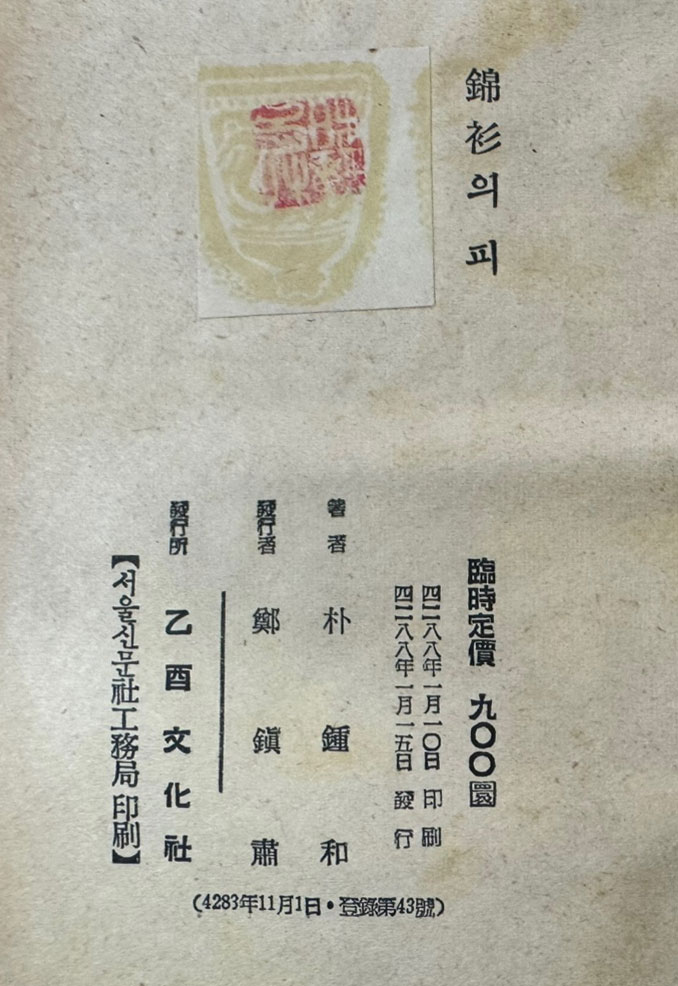 錦衫의피
臨時定價 九〇〇圜
四二八八年一月一〇日 印刷
四二八八年一月一五日 發行
著者 朴鍾和
發行者 鄭鎭肅
發行所 乙酉文化社
【서울신문社工務局印刷】
(4283年11月1日・登錄第43號)